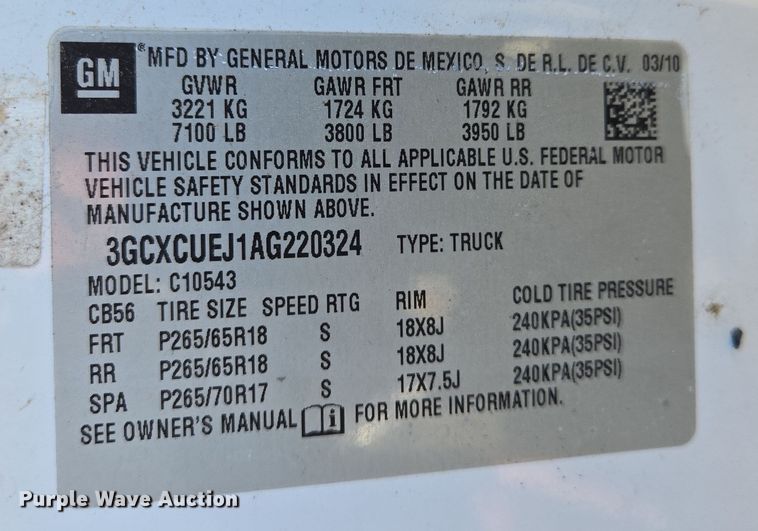 GM
® MFD BY GENERAL MOTORS DE MEXICO, S. DE R.L. DE C.V. 03/10
GVWR GAWR FRT GAWR RR
3221 KG 1724 KG 1792 KG
7100 LB 3800 LB 3950 LB
THIS VEHICLE CONFORMS TO ALL APPLICABLE U.S. FEDERAL MOTOR
VEHICLE SAFETY STANDARDS IN EFFECT ON THE DATE OF
MANUFACTURE SHOWN ABOVE.
3GCXCUEJ1AG220324 TYPE: TRUCK
MODEL: C10543
CB56 TIRE SIZE SPEED RTG RIM COLD TIRE PRESSURE
FRT P265/65R18 S 18X8J 240KPA(35PSI)
RR P265/65R18 S 18X8J 240KPA(35PSI)
SPA P265/70R17 S 17X7.5J 240KPA(35PSI)
SEE OWNER'S MANUAL i FOR MORE INFORMATION.
Purple Wave Auction